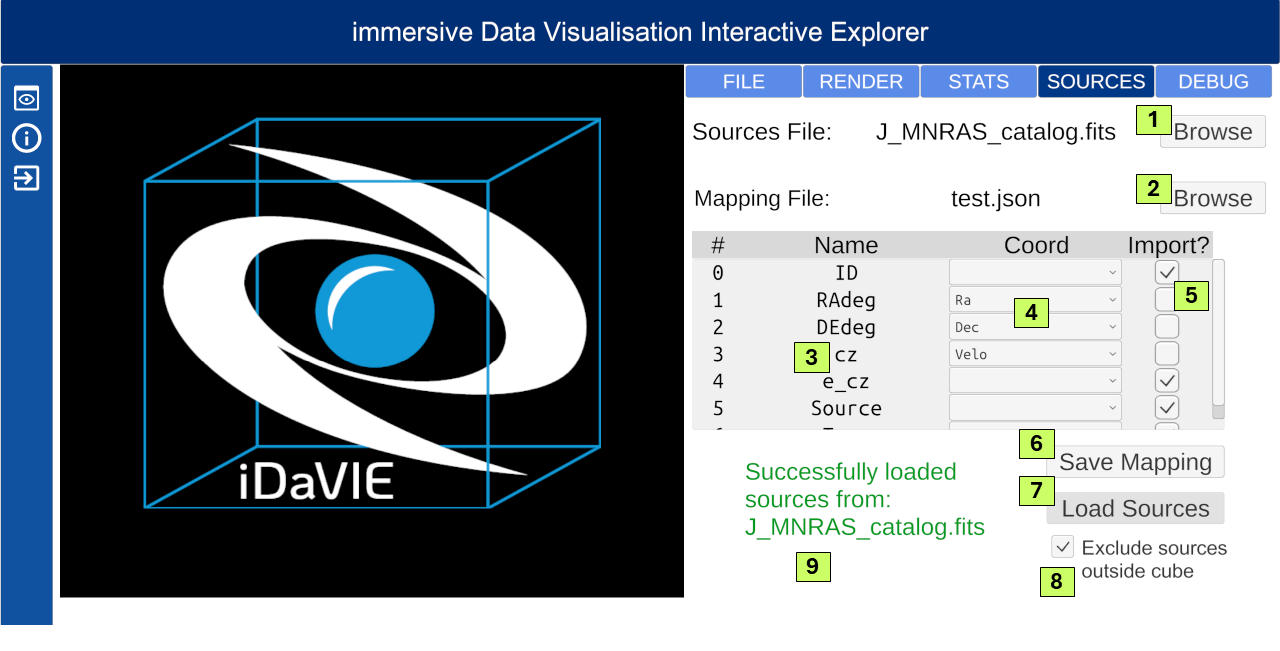 immersive Data Visualisation Interactive Explorer
FILE RENDER STATS SOURCES DEBUG
Sources File: J_MNRAS_catalog.fits 1 Browse
Mapping File: test.json 2 Browse
# Name Coord Import?
0 ID
1 RAdeg Ra 5
2 DEdeg Dec 4
3 3 cz Velo
4 e_cz
5 Source
6 Save Mapping
7 Load Sources
Successfully loaded
sources from:
J_MNRAS_catalog.fits
9
Exclude sources
outside cube
8
iDaVIE